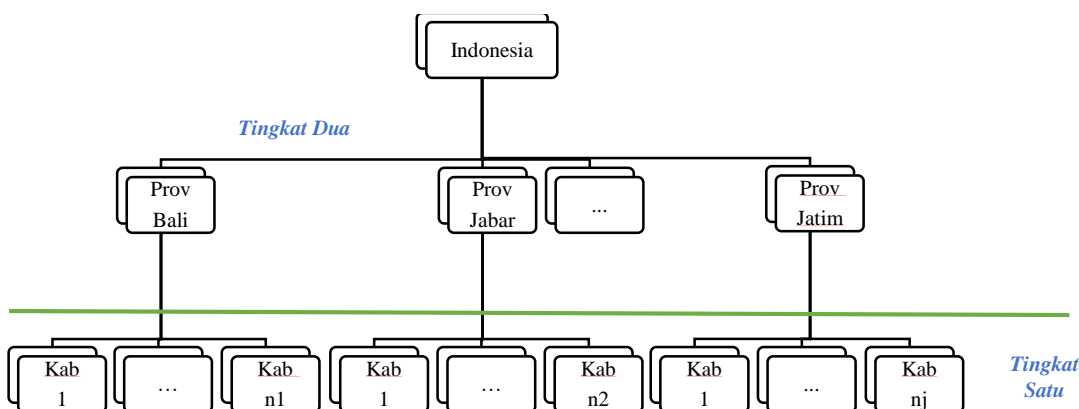 Indonesia
Tingkat Dua
Prov
Bali
Prov
Jabar
...
Prov
Jatim
Kab
1
…
Kab
n1
Kab
1
…
Kab
n2
Kab
1
...
Kab
nj
Tingkat
Satu